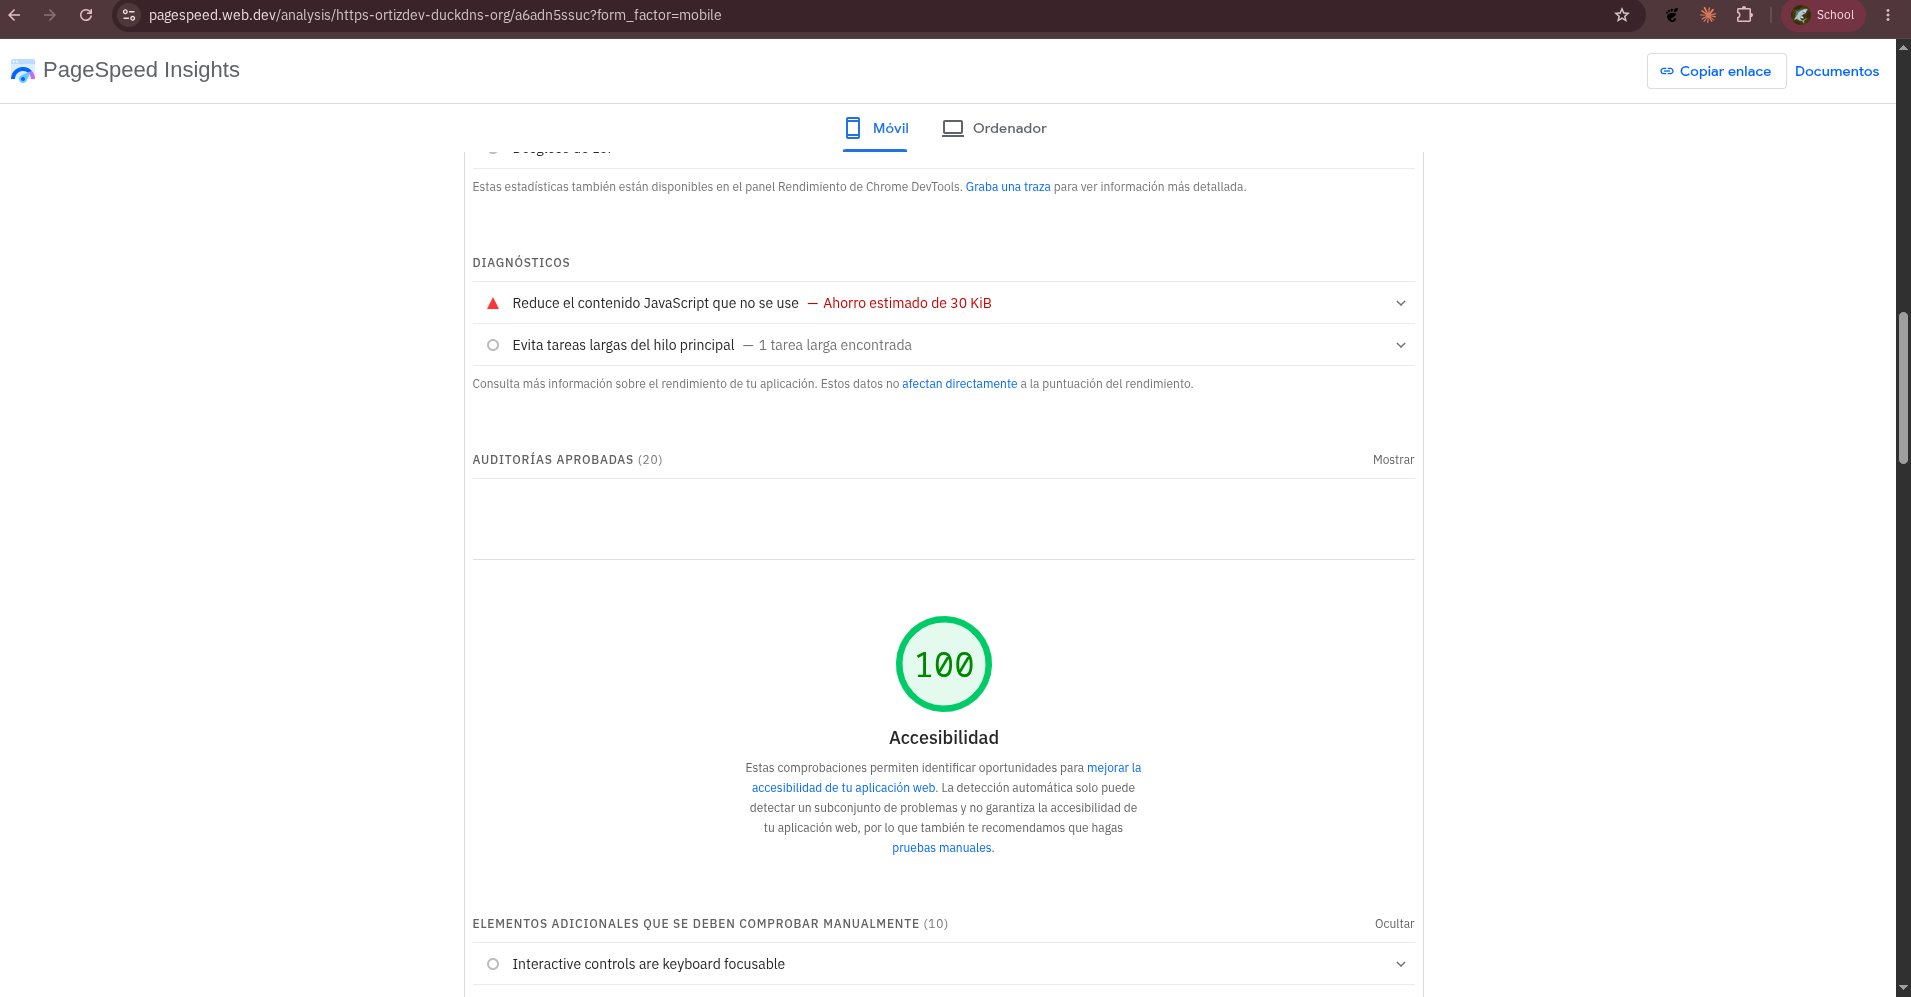 pagespeed.web.dev/analysis/https-ortizdev-duckdns-org/a6adn5ssuc?form_factor=mobile
School
PageSpeed Insights
Copiar enlace
Documentos
Móvil
Ordenador
Estas estadísticas también están disponibles en el panel Rendimiento de Chrome DevTools. Graba una traza para ver información más detallada.
DIAGNÓSTICOS
Reduce el contenido JavaScript que no se use — Ahorro estimado de 30 KiB
Evita tareas largas del hilo principal — 1 tarea larga encontrada
Consulta más información sobre el rendimiento de tu aplicación. Estos datos no afectan directamente a la puntuación del rendimiento.
AUDITORÍAS APROBADAS (20)
Mostrar
100
Accesibilidad
Estas comprobaciones permiten identificar oportunidades para mejorar la
accesibilidad de tu aplicación web. La detección automática solo puede
detectar un subconjunto de problemas y no garantiza la accesibilidad de
tu aplicación web, por lo que también te recomendamos que hagas
pruebas manuales.
ELEMENTOS ADICIONALES QUE SE DEBEN COMPROBAR MANUALMENTE (10)
Ocultar
Interactive controls are keyboard focusable